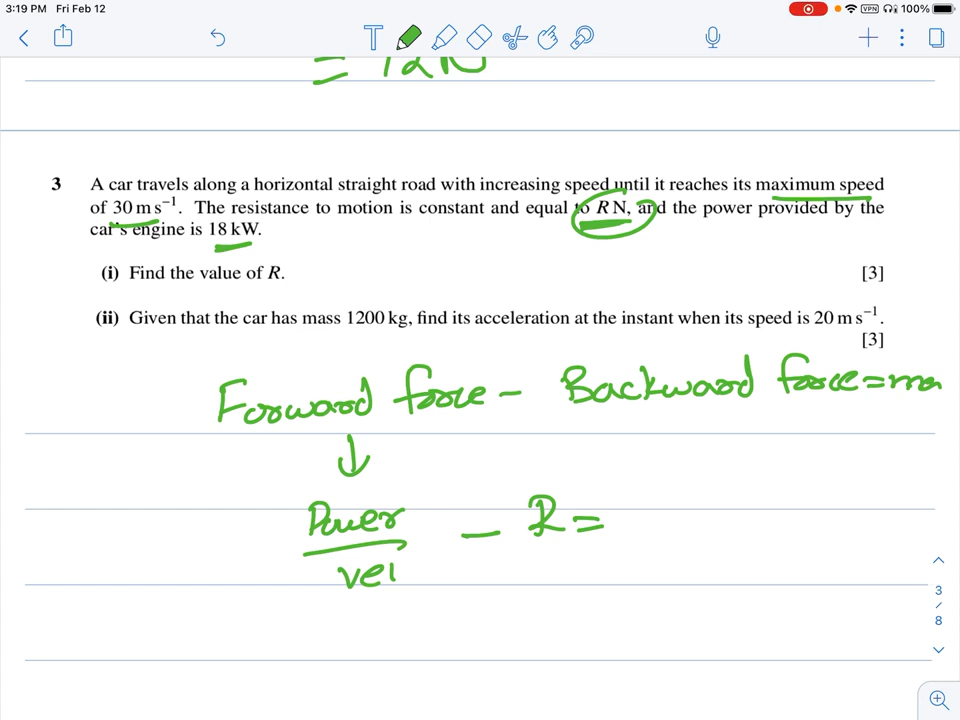 3:19 PM Fri Feb 12
VPN 100%
T
= 12N
3 A car travels along a horizontal straight road with increasing speed until it reaches its maximum speed
of 30 m s⁻¹. The resistance to motion is constant and equal to R N, and the power provided by the
car's engine is 18 kW.
(i) Find the value of R. [3]
(ii) Given that the car has mass 1200 kg, find its acceleration at the instant when its speed is 20 m s⁻¹.
[3]
Forward force - Backward force = ma
↓
Power
— - R =
vel
3
/
8